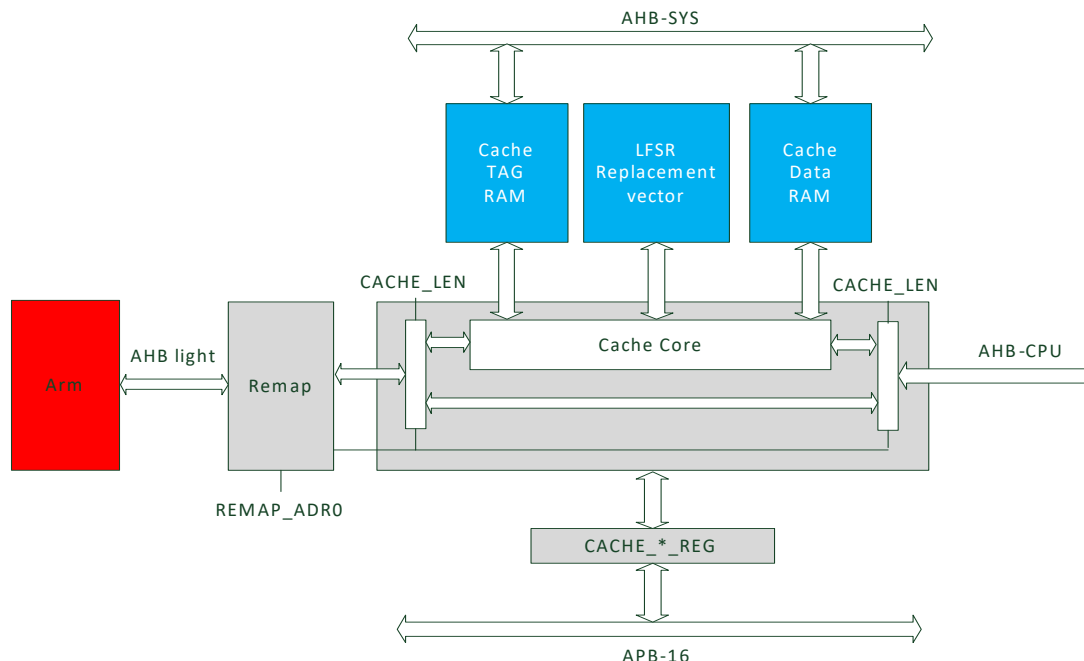 AHB-SYS
Cache
TAG
RAM
LFSR
Replacement
vector
Cache
Data
RAM
CACHE_LEN
CACHE_LEN
Arm
AHB light
Remap
Cache Core
AHB-CPU
REMAP_ADR0
CACHE_*_REG
APB-16